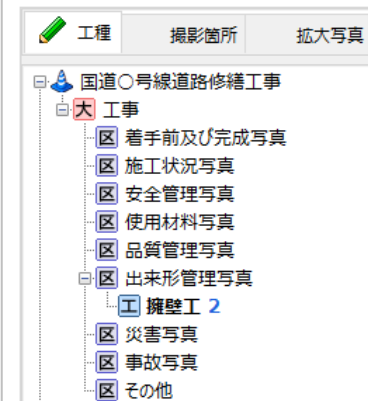 工種 撮影箇所 拡大写真
国道○号線道路修繕工事
大 工事
区 着手前及び完成写真
区 施工状況写真
区 安全管理写真
区 使用材料写真
区 品質管理写真
区 出来形管理写真
工 擁壁工 2
区 災害写真
区 事故写真
区 その他